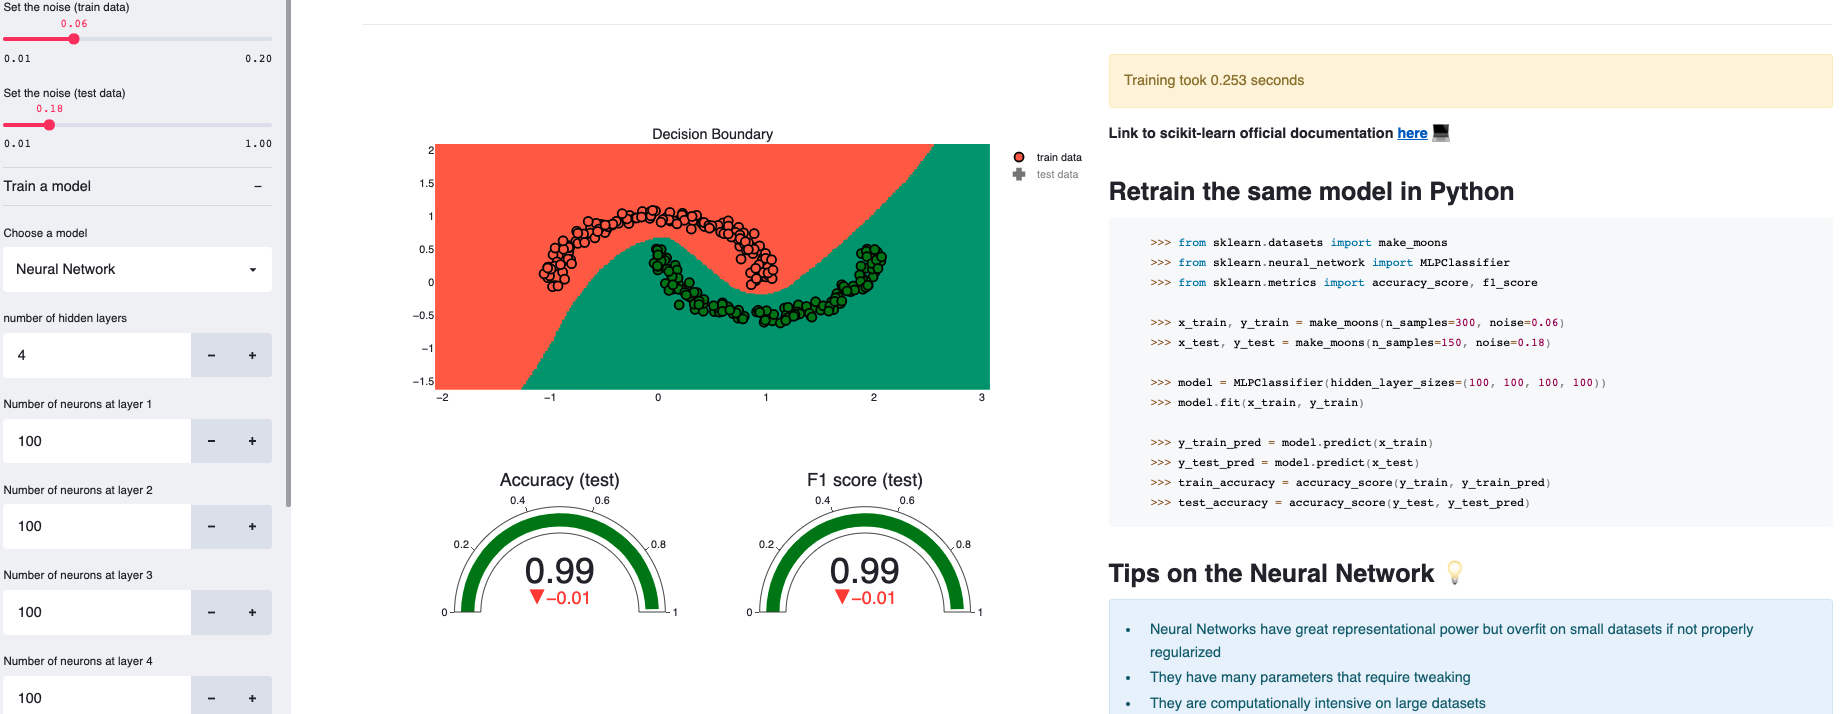 Set the noise (train data)
0.06
0.01 0.20
Set the noise (test data)
0.18
0.01 1.00
Train a model −
Choose a model
Neural Network
number of hidden layers
4 − +
Number of neurons at layer 1
100 − +
Number of neurons at layer 2
100 − +
Number of neurons at layer 3
100 − +
Number of neurons at layer 4
100 − +
Decision Boundary
2
1.5
1
0.5
0
−0.5
−1
−1.5
−2 −1 0 1 2 3
train data
test data
Accuracy (test)
0 0.2 0.4 0.6 0.8 1
0.99
▼−0.01
F1 score (test)
0 0.2 0.4 0.6 0.8 1
0.99
▼−0.01
Training took 0.253 seconds
Link to scikit-learn official documentation here 💻
Retrain the same model in Python
>>> from sklearn.datasets import make_moons
>>> from sklearn.neural_network import MLPClassifier
>>> from sklearn.metrics import accuracy_score, f1_score
>>> x_train, y_train = make_moons(n_samples=300, noise=0.06)
>>> x_test, y_test = make_moons(n_samples=150, noise=0.18)
>>> model = MLPClassifier(hidden_layer_sizes=(100, 100, 100, 100))
>>> model.fit(x_train, y_train)
>>> y_train_pred = model.predict(x_train)
>>> y_test_pred = model.predict(x_test)
>>> train_accuracy = accuracy_score(y_train, y_train_pred)
>>> test_accuracy = accuracy_score(y_test, y_test_pred)
Tips on the Neural Network 💡
• Neural Networks have great representational power but overfit on small datasets if not properly
regularized
• They have many parameters that require tweaking
• They are computationally intensive on large datasets